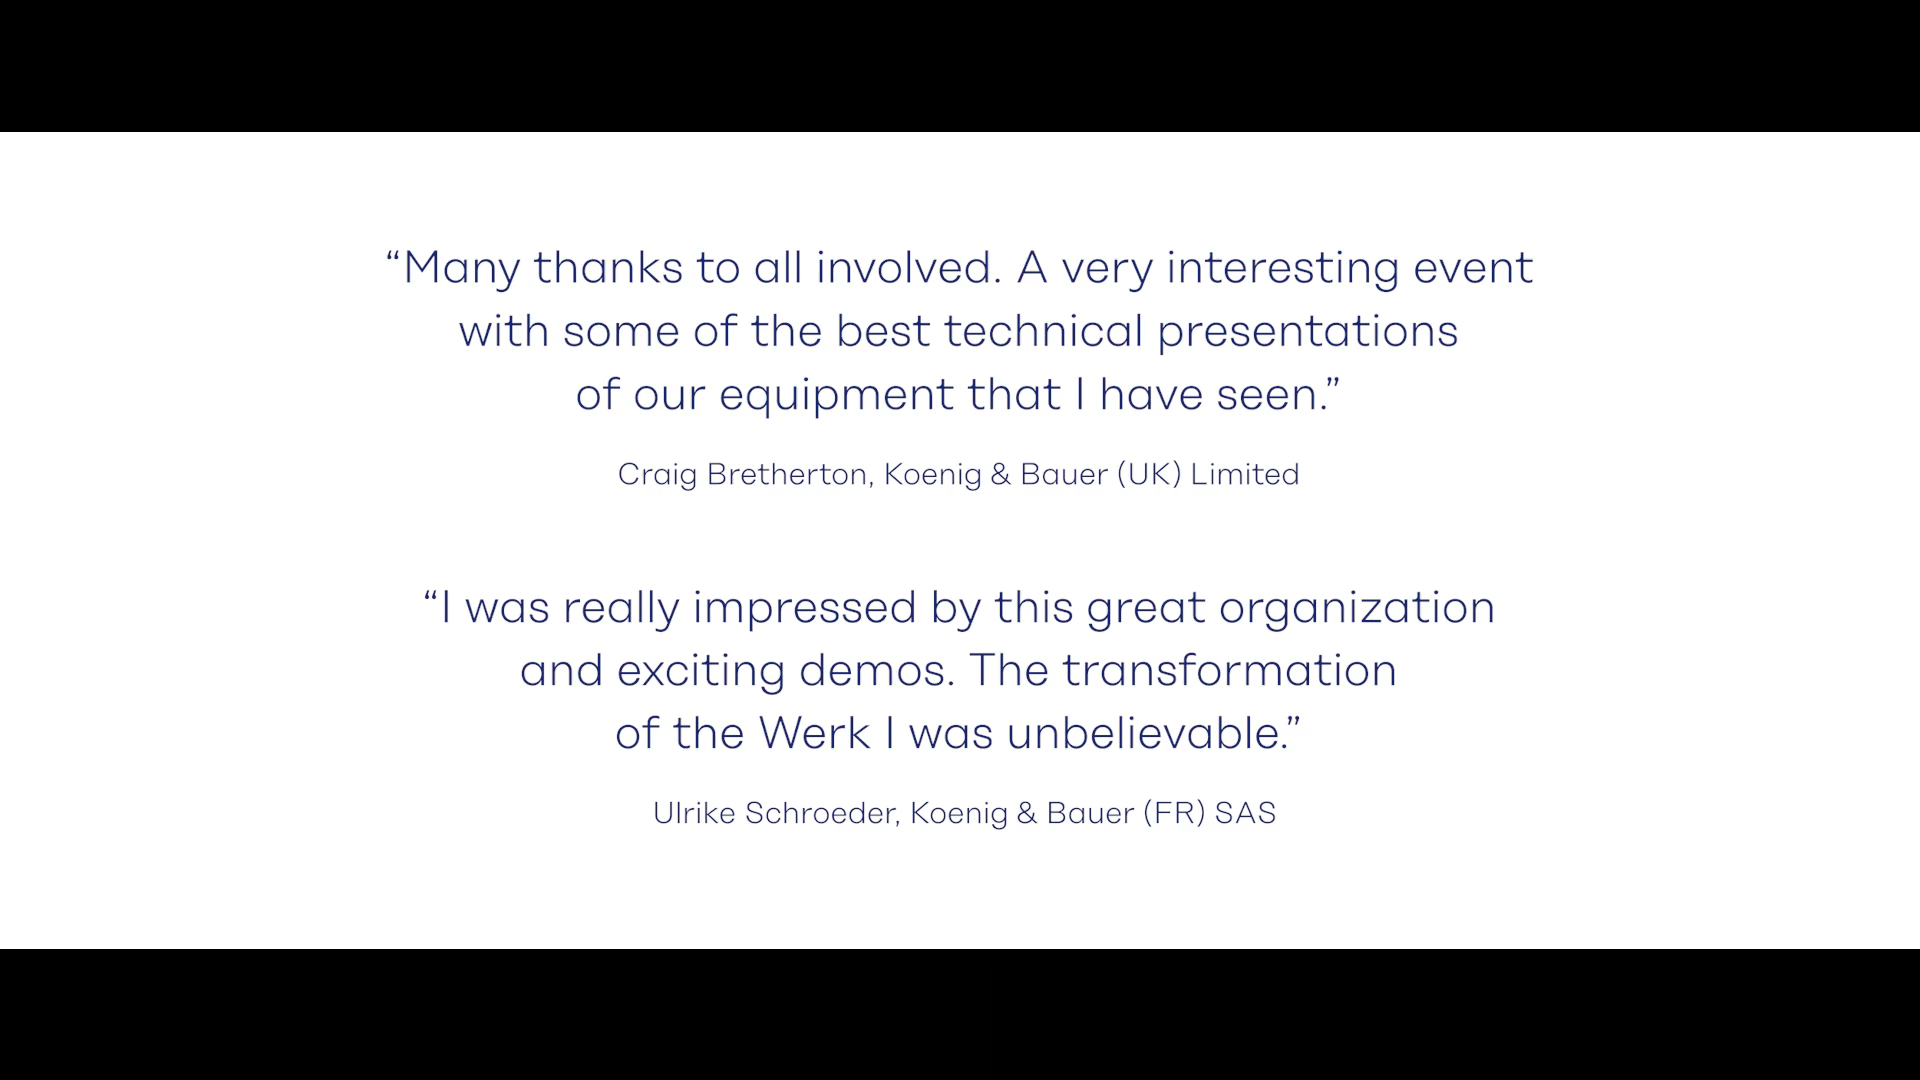 “Many thanks to all involved. A very interesting event
with some of the best technical presentations
of our equipment that I have seen.”
Craig Bretherton, Koenig & Bauer (UK) Limited
“I was really impressed by this great organization
and exciting demos. The transformation
of the Werk I was unbelievable.”
Ulrike Schroeder, Koenig & Bauer (FR) SAS